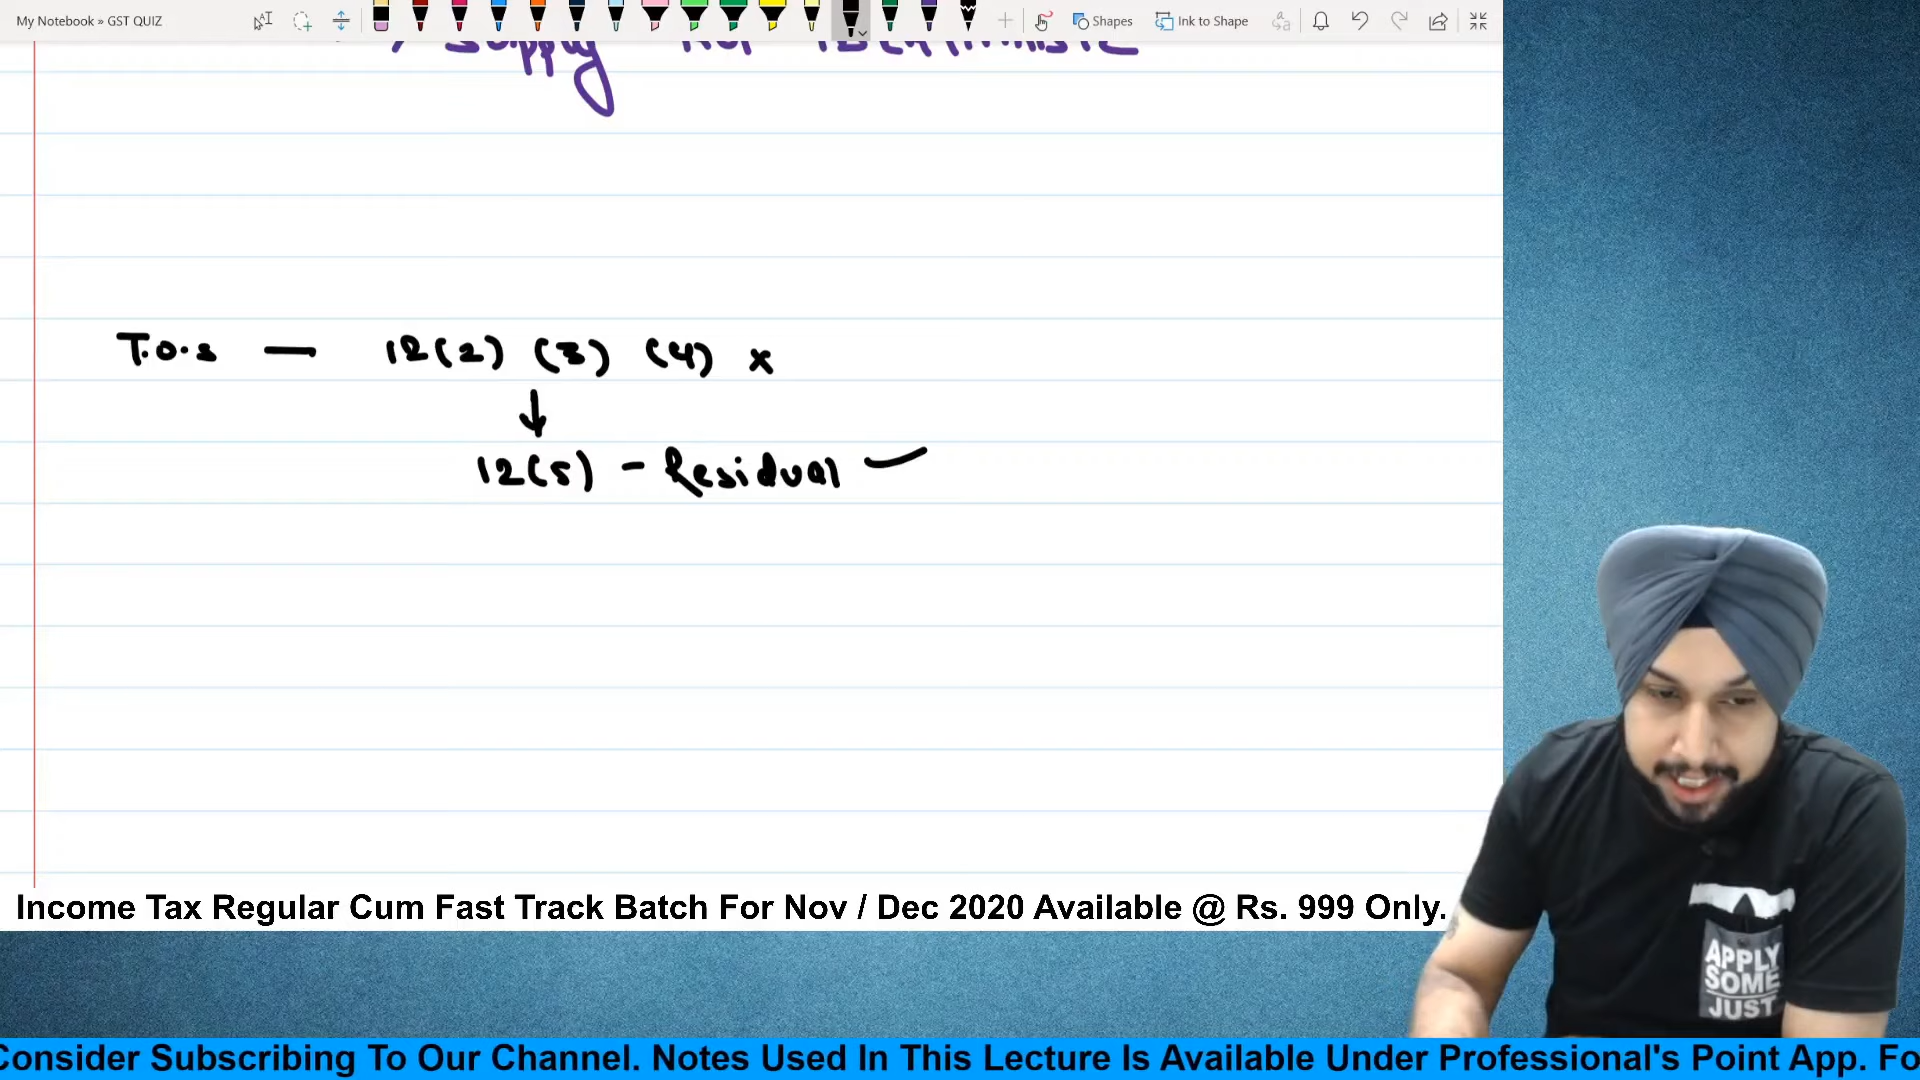 My Notebook » GST QUIZ
Shapes
Ink to Shape
supply Not
T.O.S — 12(2) (3) (4) x
↓
12(5) - Residual
Income Tax Regular Cum Fast Track Batch For Nov / Dec 2020 Available @ Rs. 999 Only.
APPLY
SOME
JUST
Consider Subscribing To Our Channel. Notes Used In This Lecture Is Available Under Professional's Point App. Fo